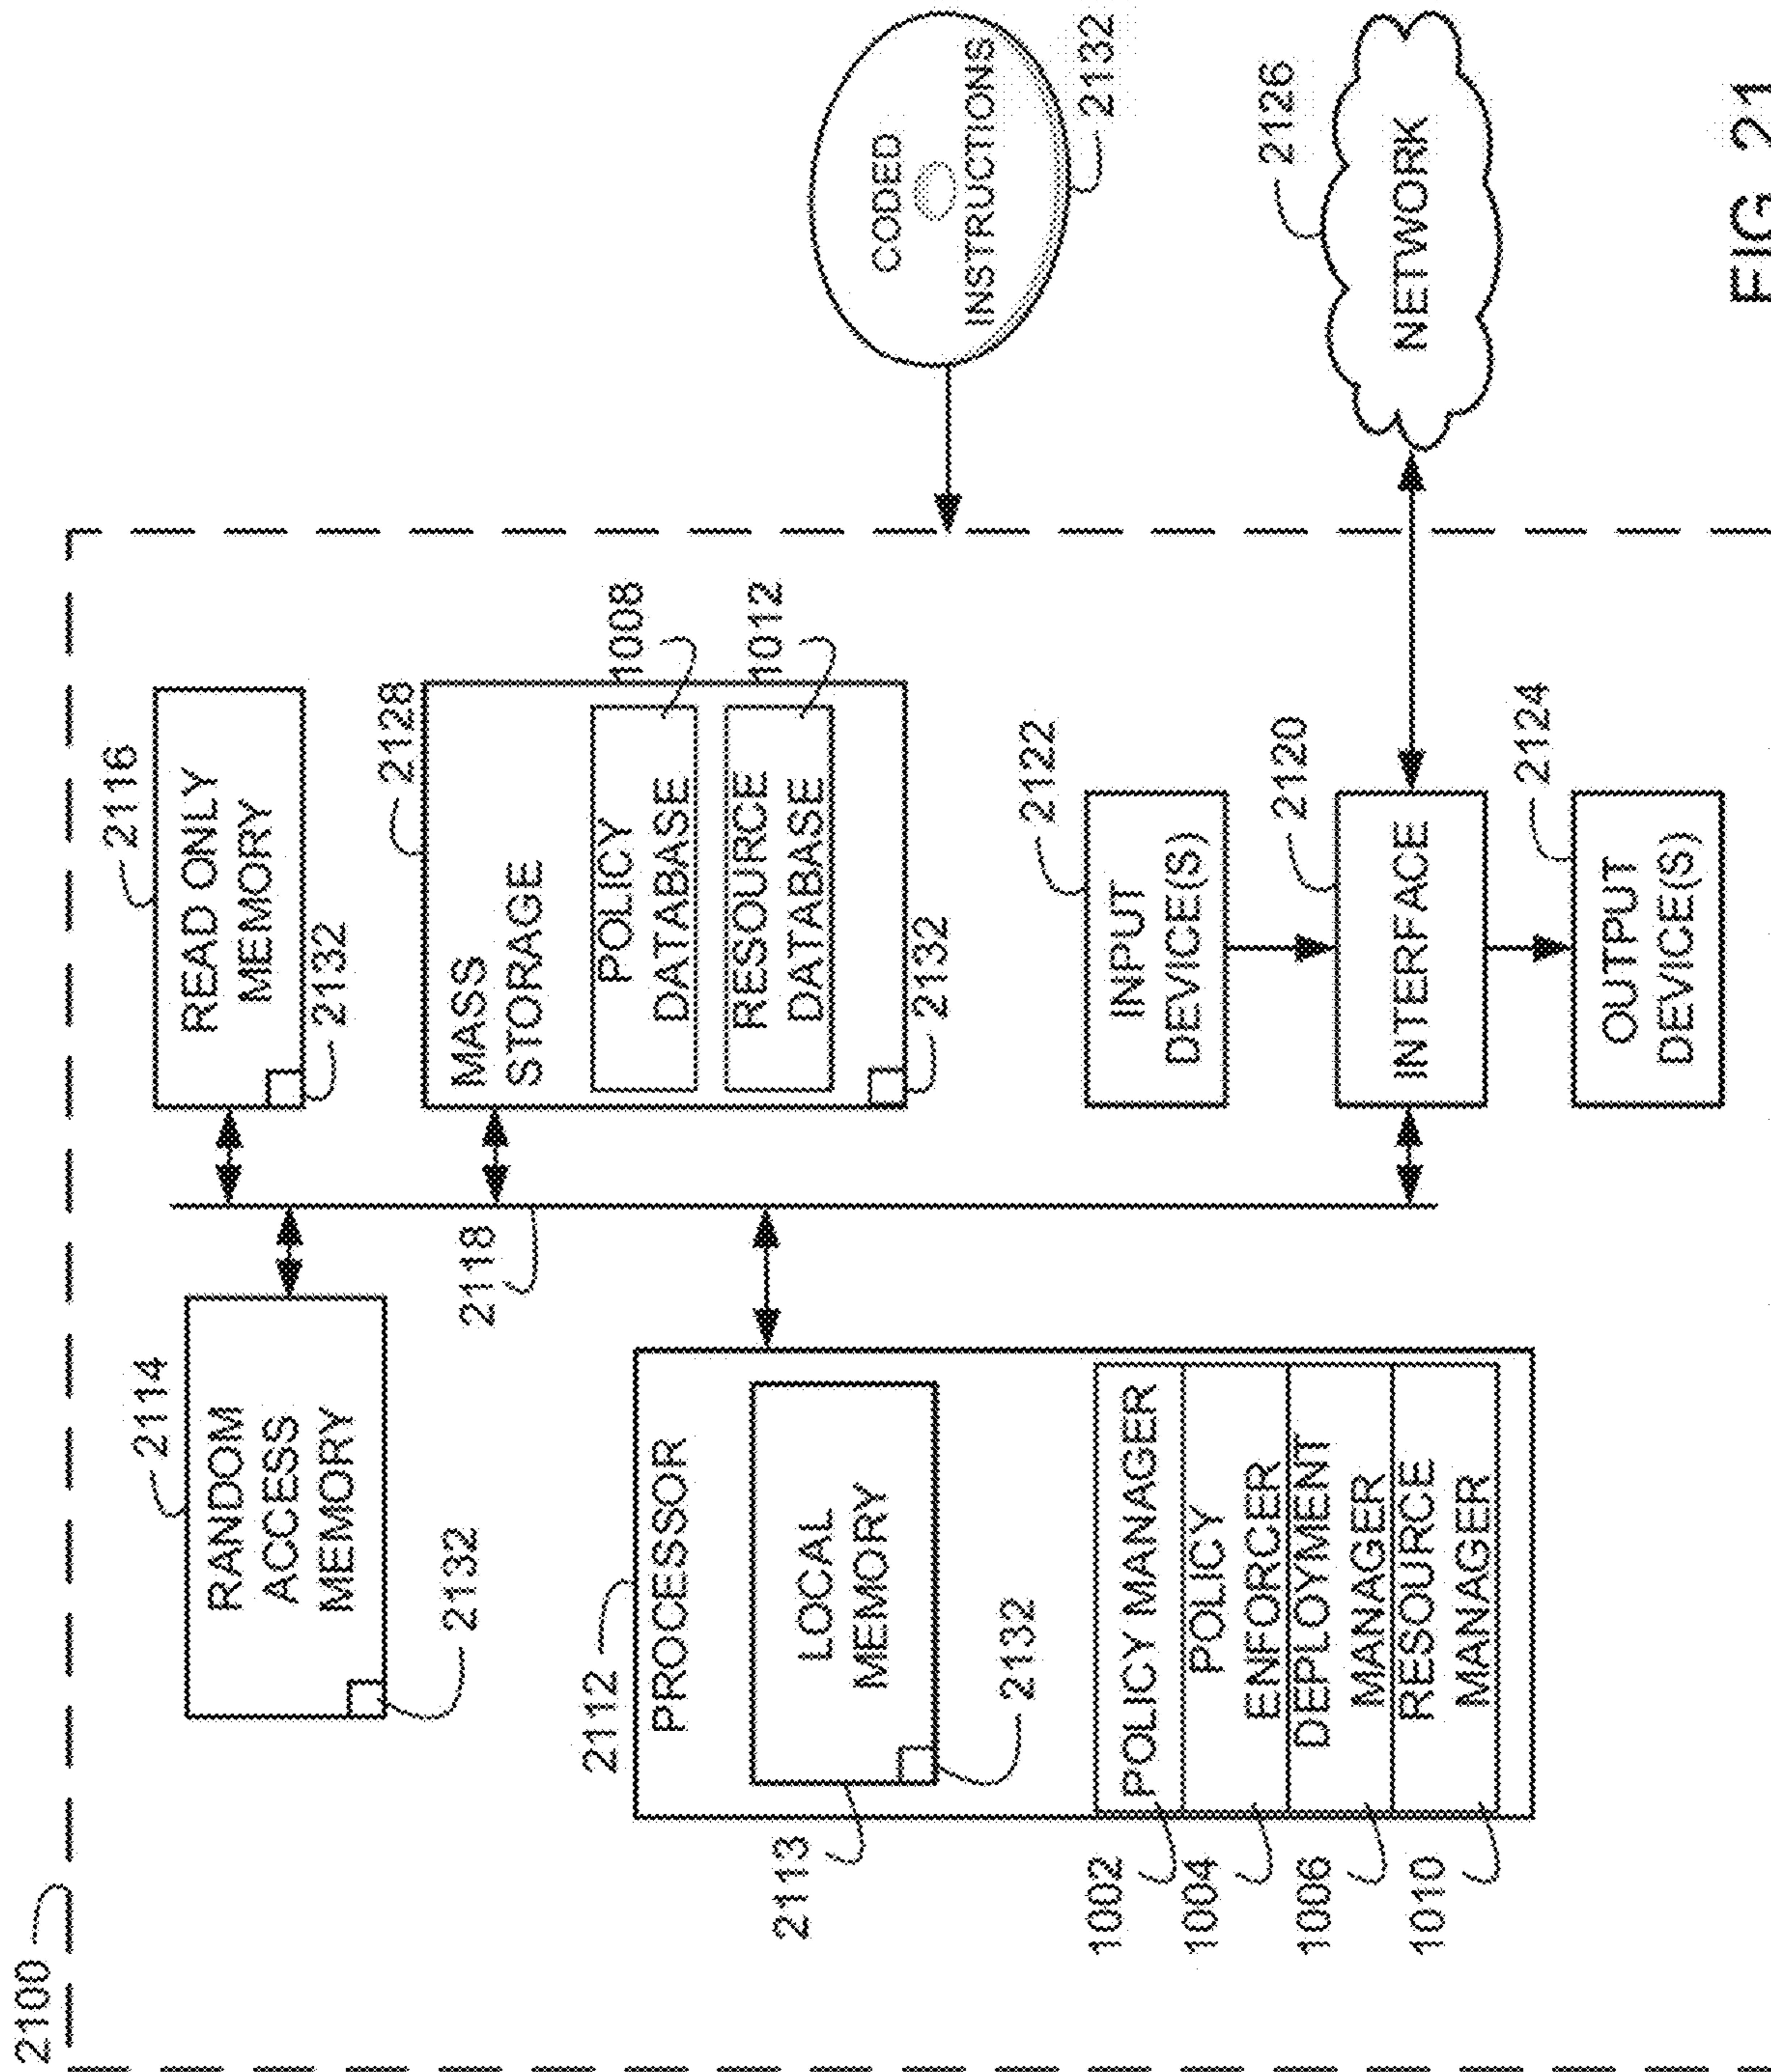 2100
2114
RANDOM
ACCESS
MEMORY
2132
2116
READ ONLY
MEMORY
2132
2118
2128
MASS
STORAGE
POLICY
DATABASE
1008
RESOURCE
DATABASE
1012
2132
2112
PROCESSOR
LOCAL
MEMORY
2113
2132
POLICY MANAGER
1002
POLICY
ENFORCER
1004
DEPLOYMENT
MANAGER
1006
RESOURCE
MANAGER
1010
2122
INPUT
DEVICE(S)
2120
INTERFACE
2124
OUTPUT
DEVICE(S)
CODED
INSTRUCTIONS
2132
2126
NETWORK
FIG. 21